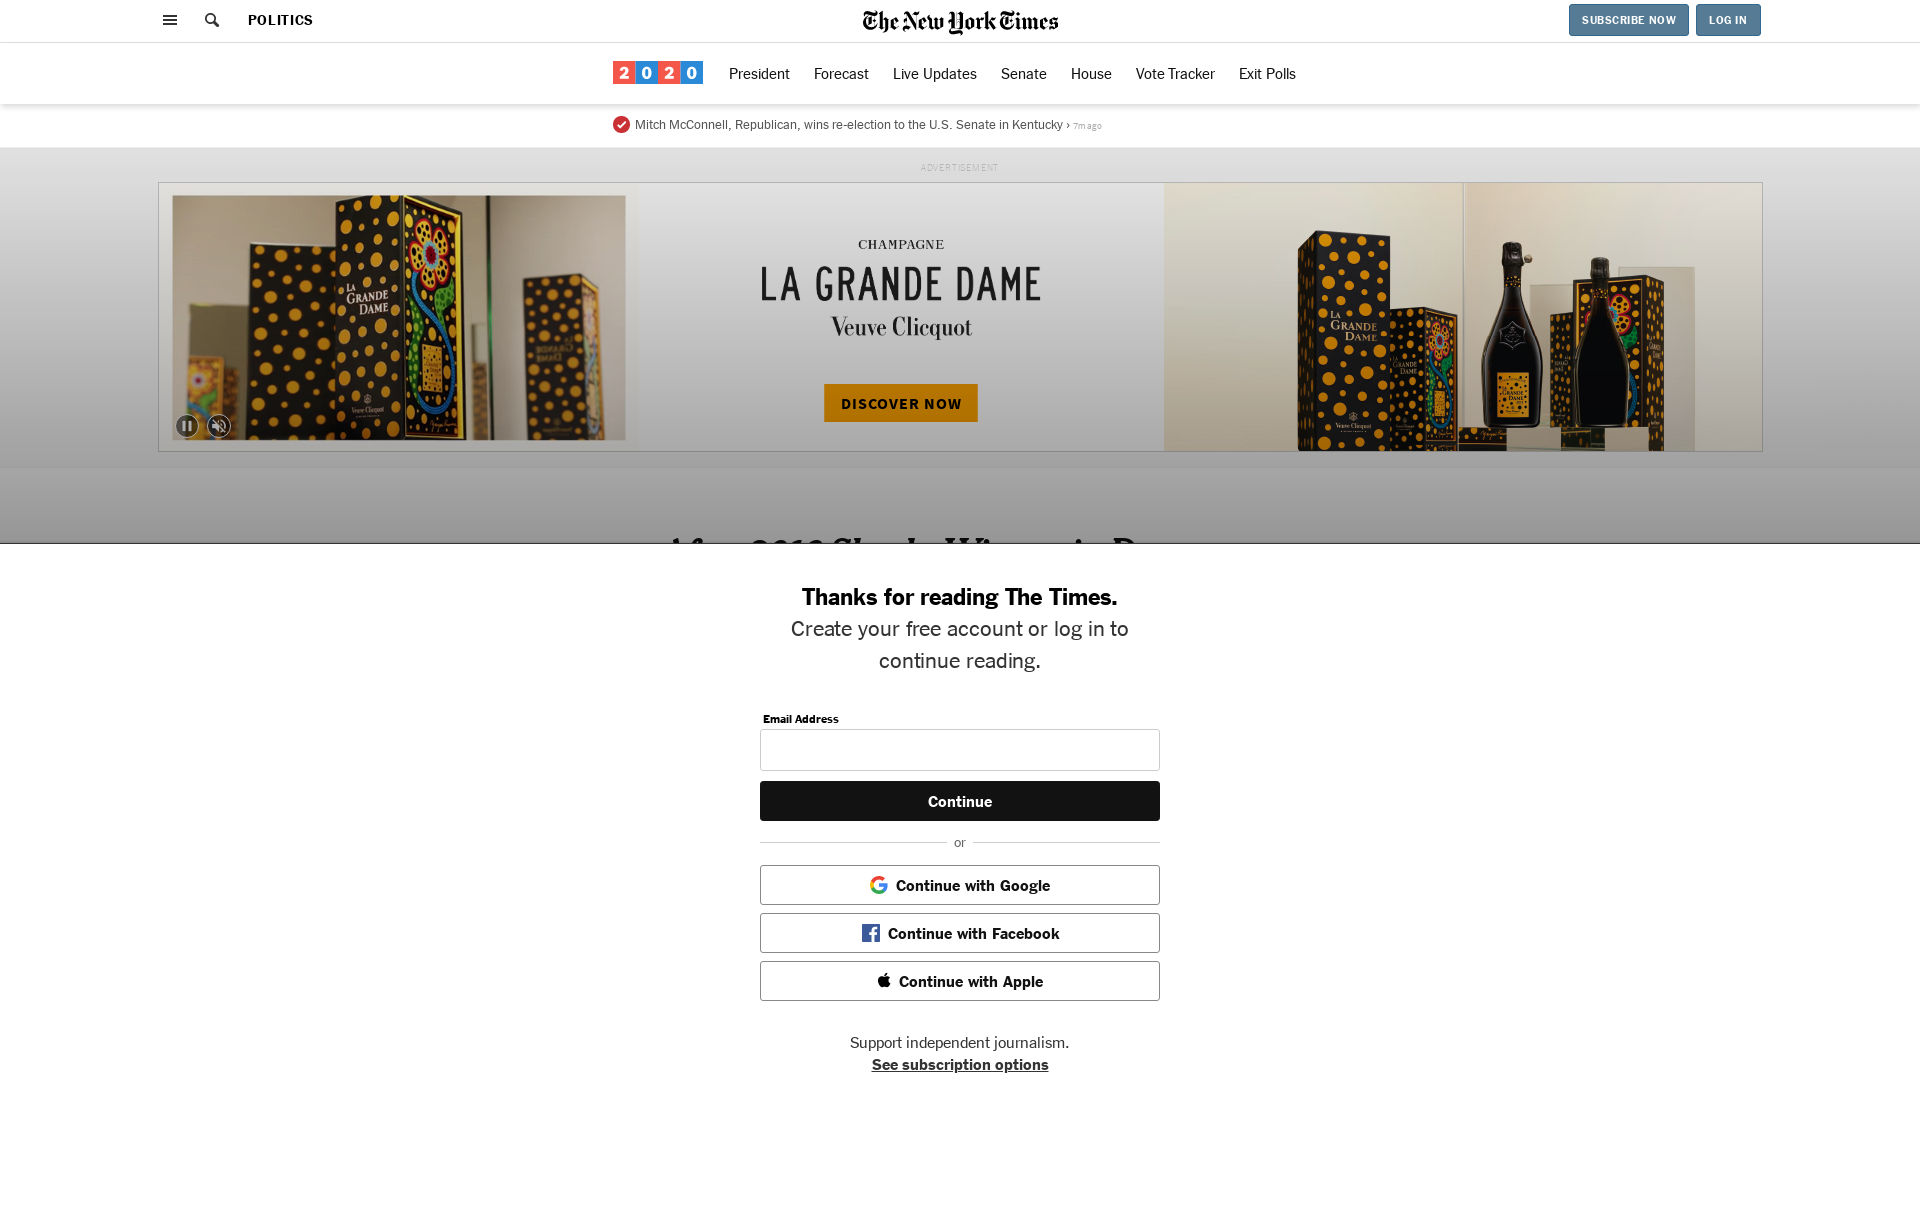 POLITICS
The New York Times
SUBSCRIBE NOW
LOG IN
2020
President
Forecast
Live Updates
Senate
House
Vote Tracker
Exit Polls
Mitch McConnell, Republican, wins re-election to the U.S. Senate in Kentucky › 7m ago
ADVERTISEMENT
LA
GRANDE
DAME
Veuve Clicquot
CHAMPAGNE
LA GRANDE DAME
Veuve Clicquot
DISCOVER NOW
LA
GRANDE
DAME
Veuve Clicquot
Thanks for reading The Times.
Create your free account or log in to
continue reading.
Email Address
Continue
or
Continue with Google
Continue with Facebook
Continue with Apple
Support independent journalism.
See subscription options